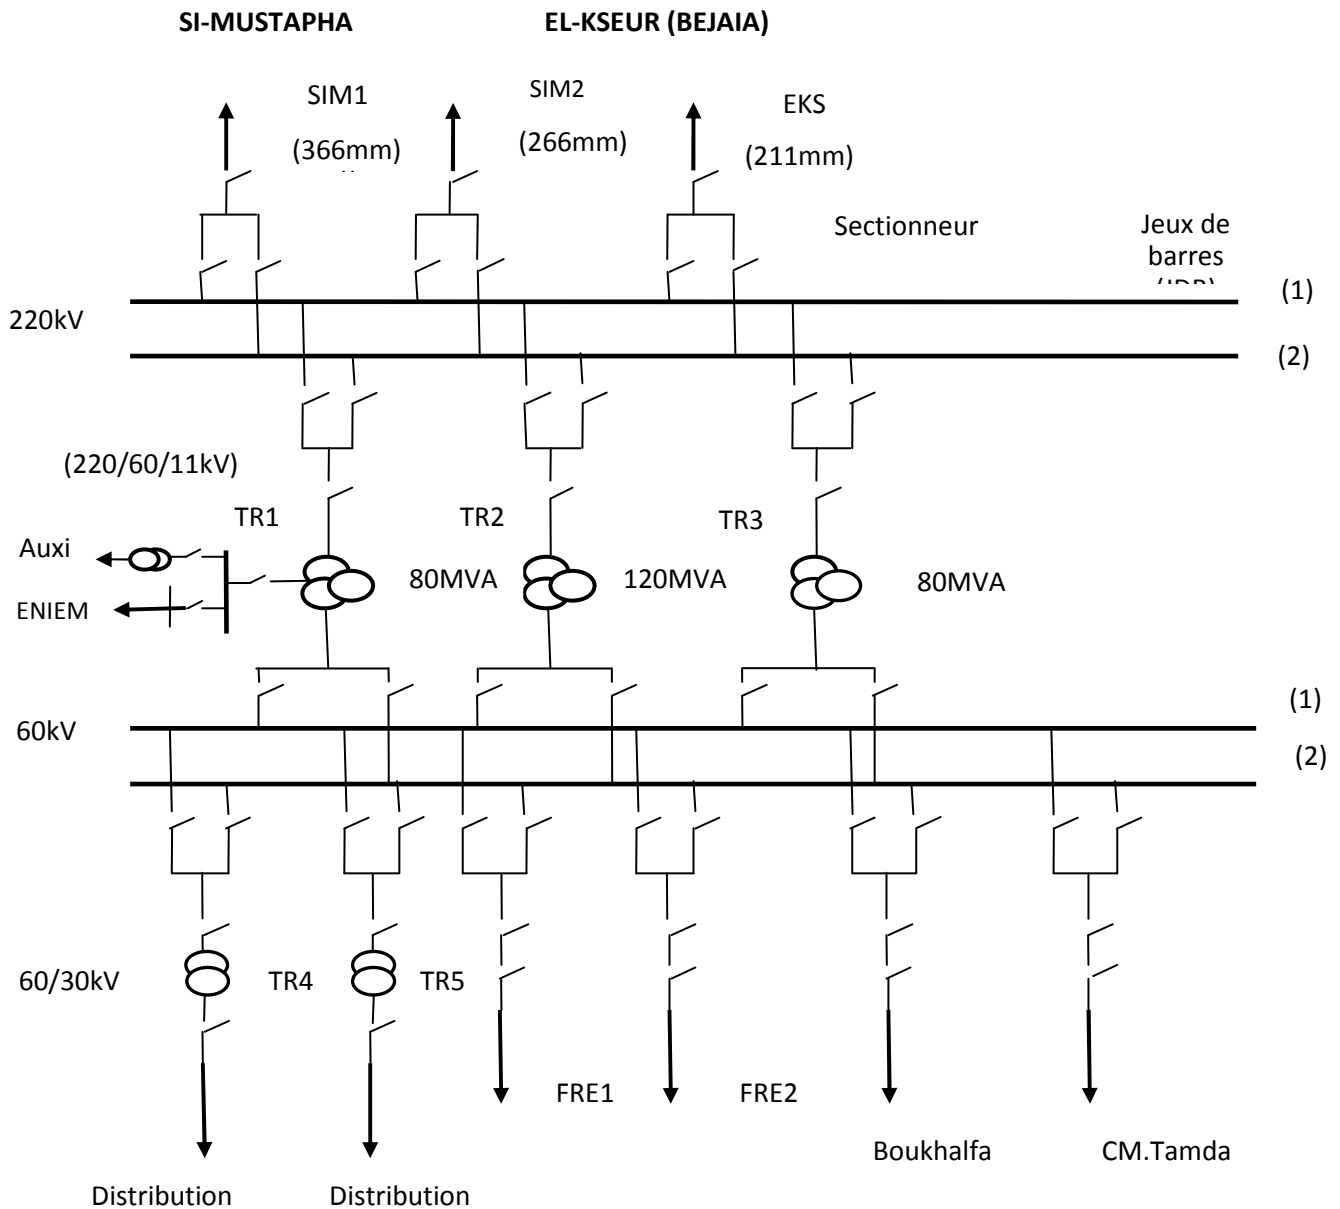 SI-MUSTAPHA
EL-KSEUR (BEJAIA)
SIM1
(366mm)
SIM2
(266mm)
EKS
(211mm)
Sectionneur
Jeux de
barres
(1)
220kV
(2)
(220/60/11kV)
TR1
TR2
TR3
Auxi
80MVA
120MVA
80MVA
ENIEM
(1)
60kV
(2)
60/30kV
TR4
TR5
FRE1
FRE2
Boukhalfa
CM.Tamda
Distribution
Distribution